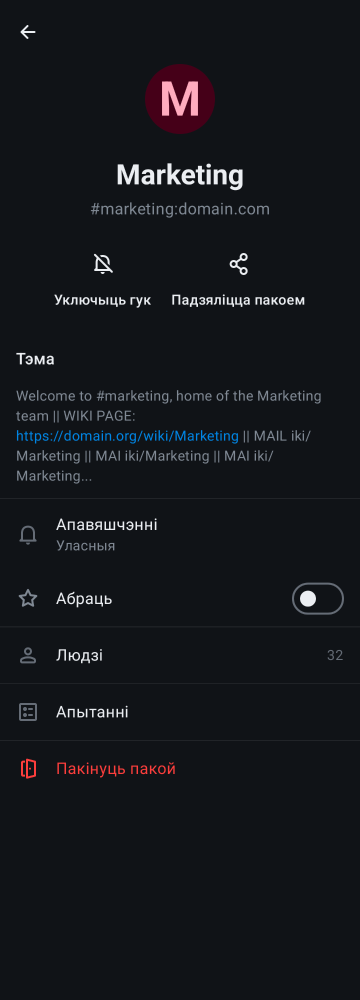 M
Marketing
#marketing:domain.com
Уключыць гук
Падзяліцца пакоем
Тэма
Welcome to #marketing, home of the Marketing
team || WIKI PAGE:
https://domain.org/wiki/Marketing || MAIL iki/
Marketing || MAI iki/Marketing || MAI iki/
Marketing...
Апавяшчэнні
Уласныя
Абраць
Людзі
32
Апытанні
Пакінуць пакой